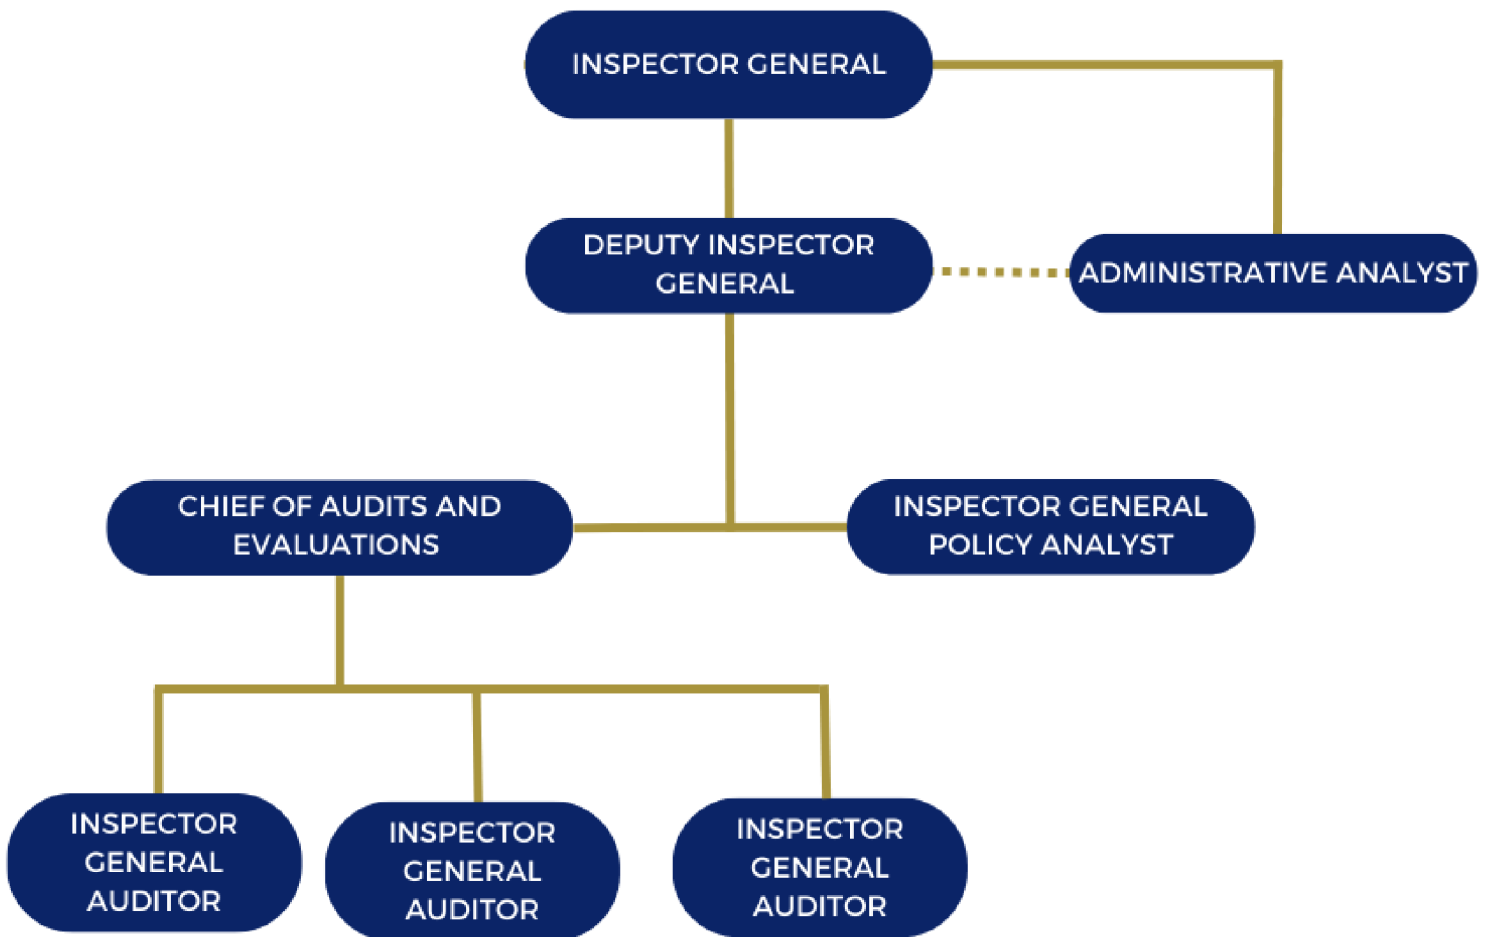 INSPECTOR GENERAL
DEPUTY INSPECTOR
GENERAL
ADMINISTRATIVE ANALYST
CHIEF OF AUDITS AND
EVALUATIONS
INSPECTOR GENERAL
POLICY ANALYST
INSPECTOR
GENERAL
AUDITOR
INSPECTOR
GENERAL
AUDITOR
INSPECTOR
GENERAL
AUDITOR